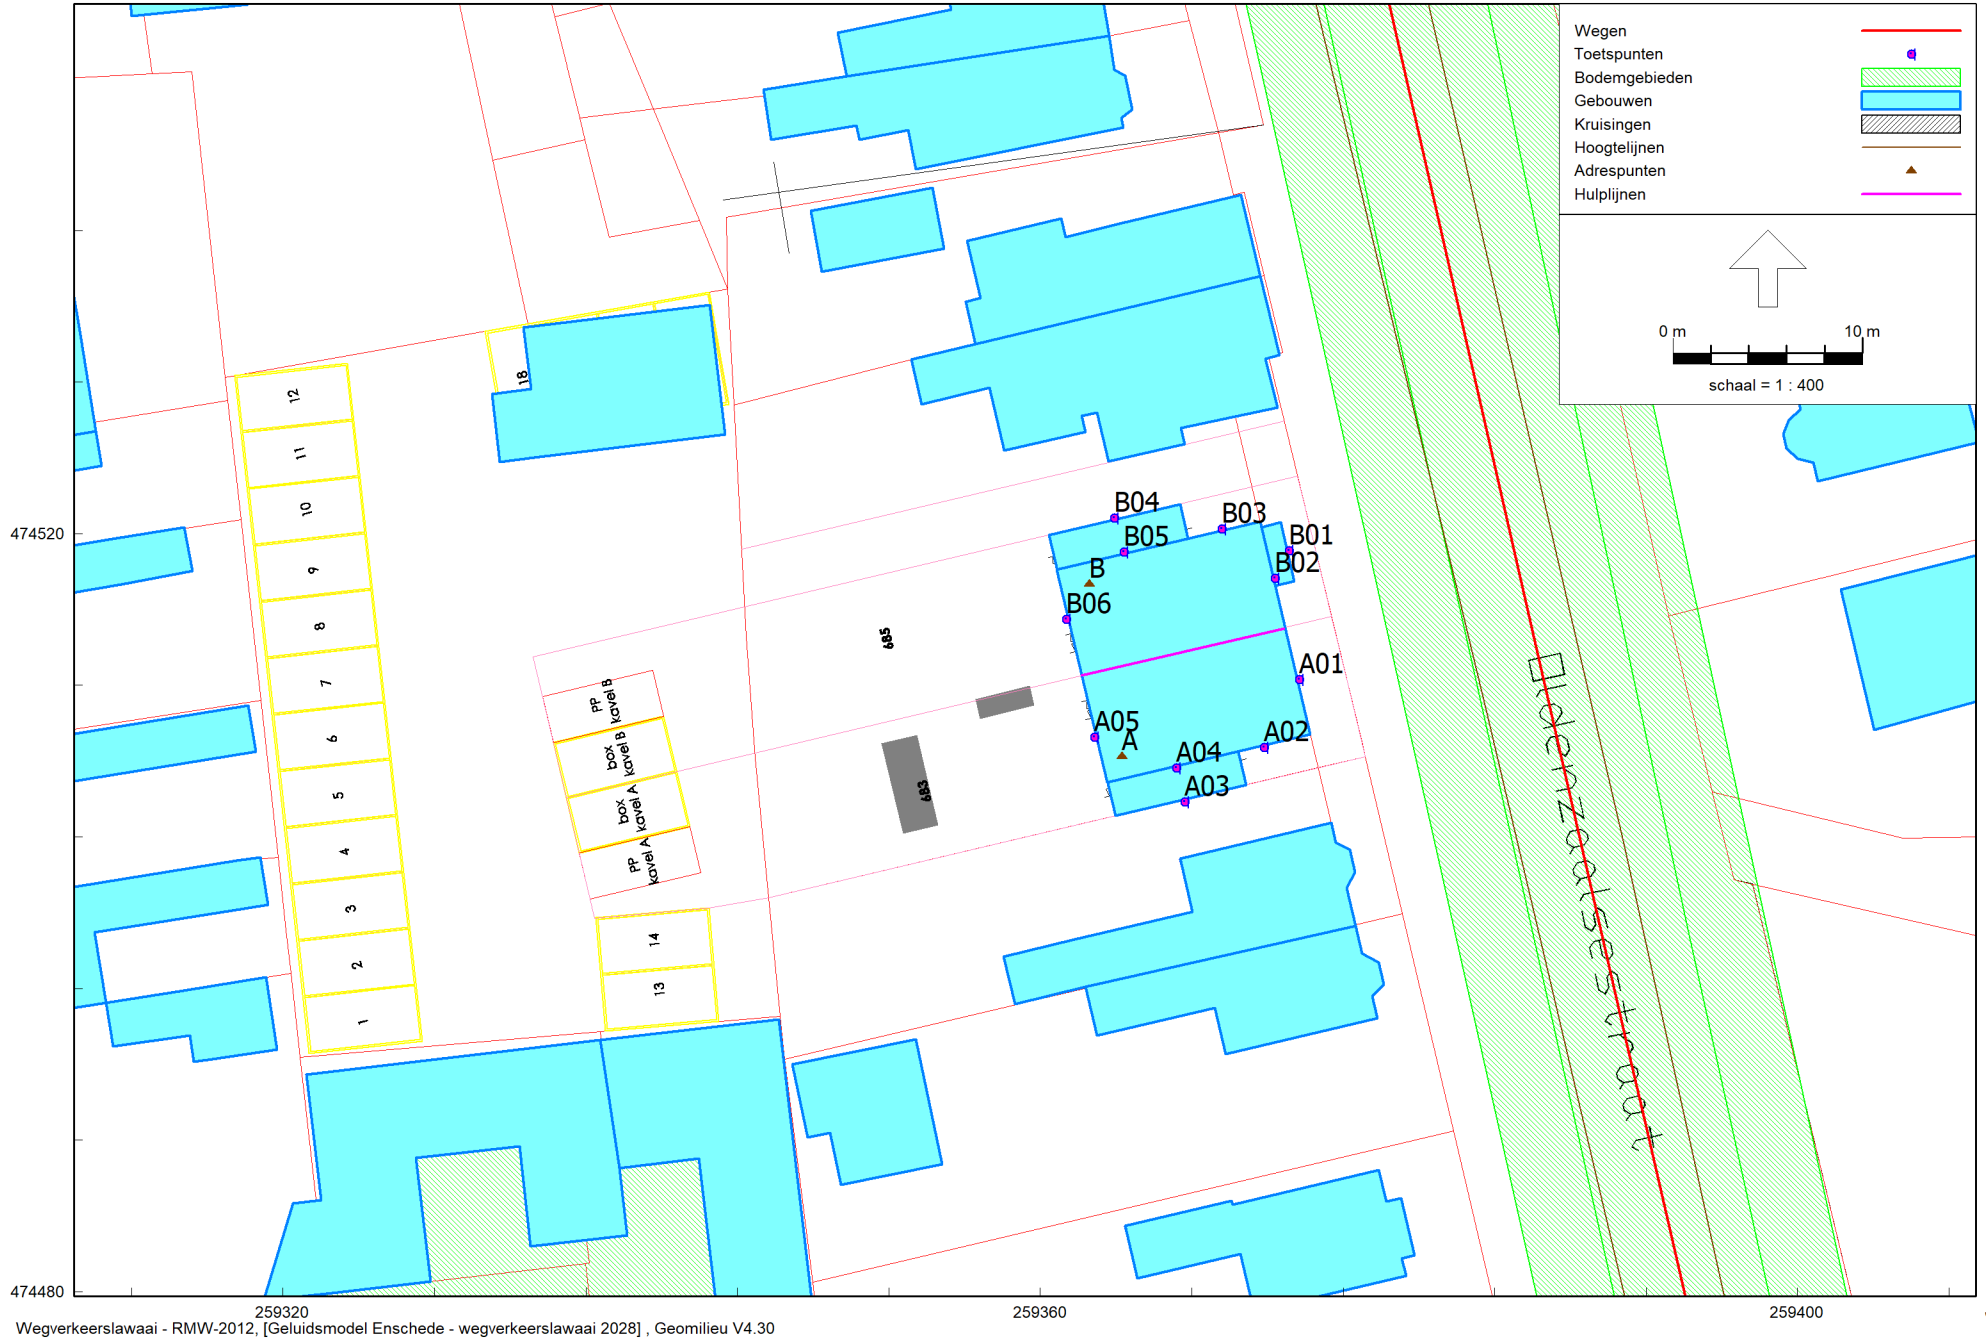 Wegen
Toetspunten
Bodemgebieden
Gebouwen
Kruisingen
Hoogtelijnen
Adrespunten
Hulplijnen
0 m 10 m
schaal = 1 : 400
18
12
11
10
9
8
7
6
5
4
3
2
1
14
13
PP
kavel B
box
kavel B
box
kavel A
PP
kavel A
685
683
B04
B03
B05
B01
B02
B
B06
A01
A05
A
A02
A04
A03
OldenZaalsestraat
474520
474480
259320
259360
259400
Wegverkeerslawaai - RMW-2012, [Geluidsmodel Enschede - wegverkeerslawaai 2028] , Geomilieu V4.30